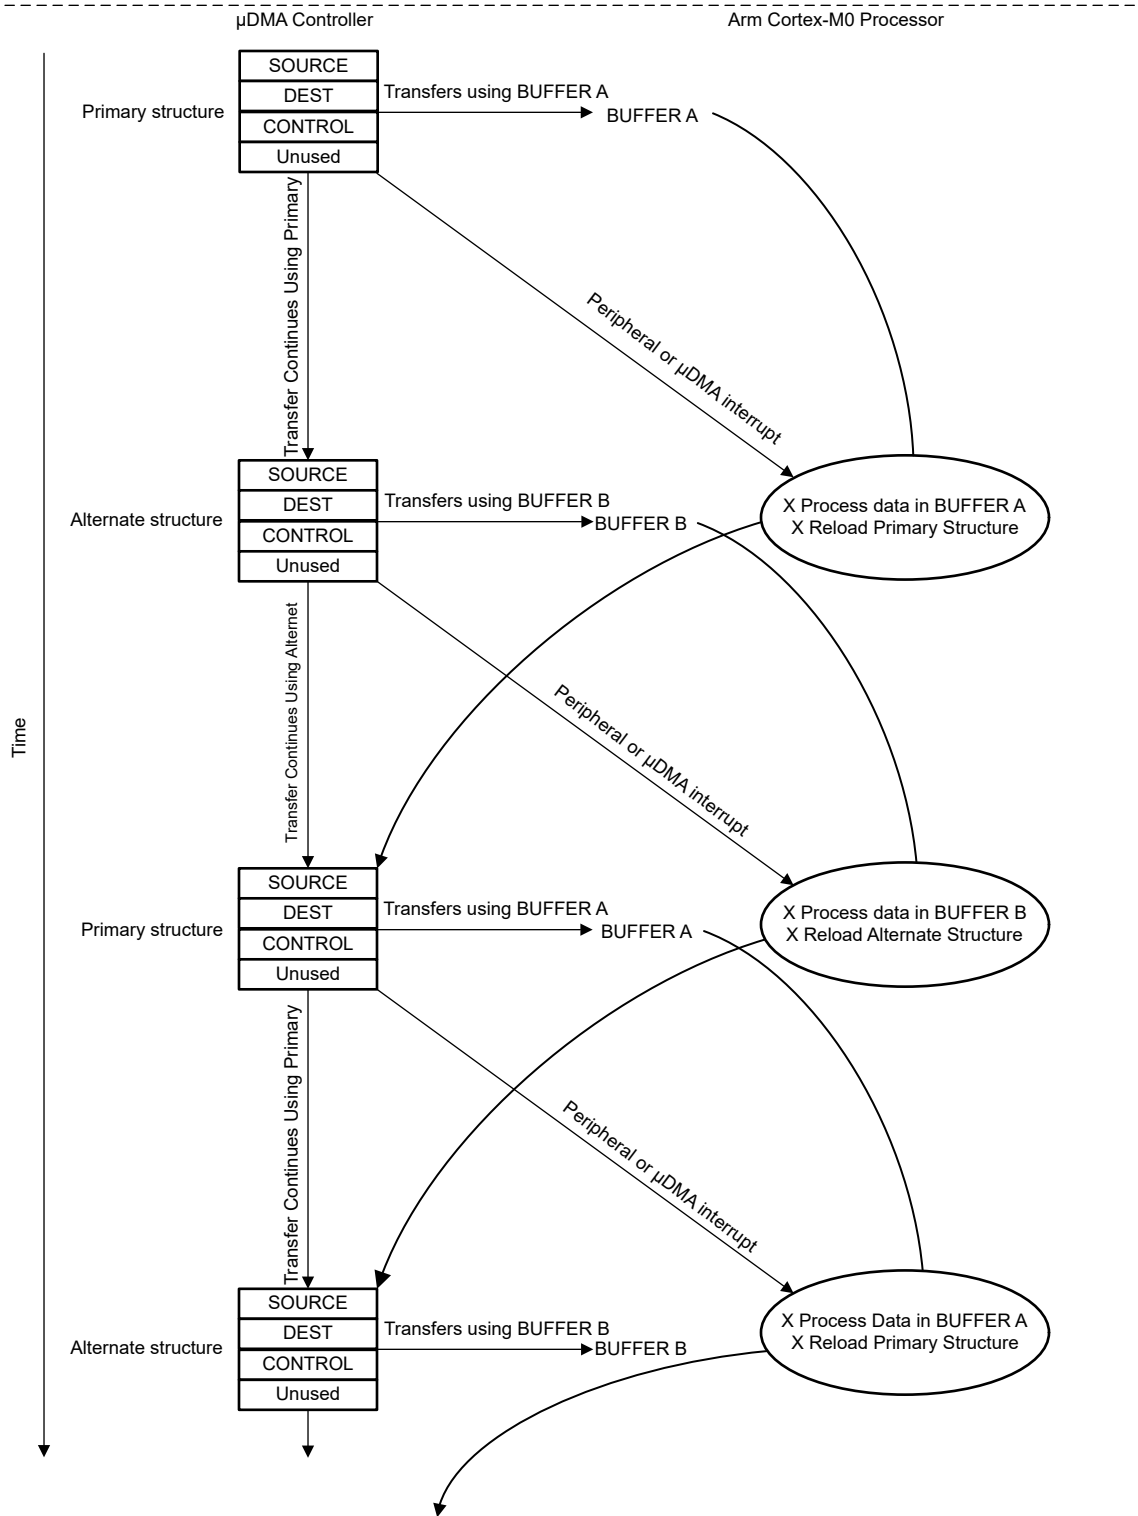 µDMA Controller
Arm Cortex-M0 Processor
SOURCE
DEST
CONTROL
Unused
Primary structure
Transfers using BUFFER A
BUFFER A
Transfer Continues Using Primary
Peripheral or µDMA interrupt
SOURCE
DEST
CONTROL
Unused
Alternate structure
Transfers using BUFFER B
BUFFER B
X Process data in BUFFER A
X Reload Primary Structure
Transfer Continues Using Alternet
Peripheral or µDMA interrupt
Time
SOURCE
DEST
CONTROL
Unused
Primary structure
Transfers using BUFFER A
BUFFER A
X Process data in BUFFER B
X Reload Alternate Structure
Transfer Continues Using Primary
Peripheral or µDMA interrupt
SOURCE
DEST
CONTROL
Unused
Alternate structure
Transfers using BUFFER B
BUFFER B
X Process Data in BUFFER A
X Reload Primary Structure